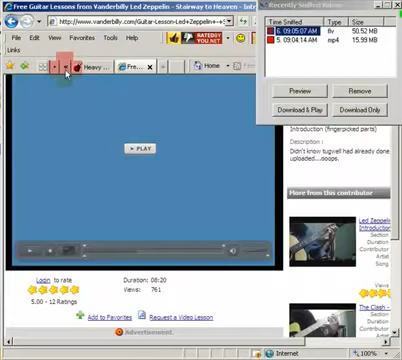 Free Guitar Lessons from Vanderbilly Led Zeppelin - Stairway to Heaven - In
http://www.vanderbilly.com/Guitar-Lesson-Led+Zeppelin+-+S
File Edit View Favorites Tools Help
RATED BY YOU.NET
Links
Heavy ...
Fre...
Home
Recently Sniffed Videos
Time Sniffed
6. 09:05:07 AM flv 50.52 MB
5. 09:04:14 AM mp4 15.99 MB
Preview
Remove
Download & Play
Download Only
Introduction (fingerpicked parts)
Description :
Didn't know tugwell had already done
uploaded...ooops.
PLAY
More from this contributor
Led Zeppelin
Introduction
Section
Duration
Contributor
Artist
Song
Login to rate
5.00 - 12 Ratings
Duration: 08:20
Views: 761
Views
The Clash -
Section
Duration
Contributor
Artist
Add to Favorites
Request a Video Lesson
Advertisement
Internet
100%